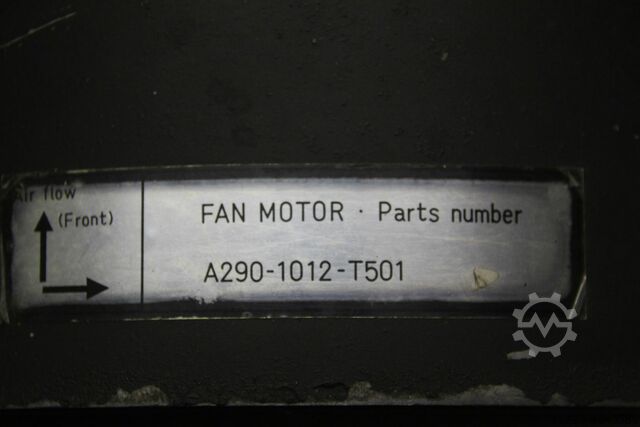 Air flow
(Front)
FAN MOTOR · Parts number
A290-1012-T501